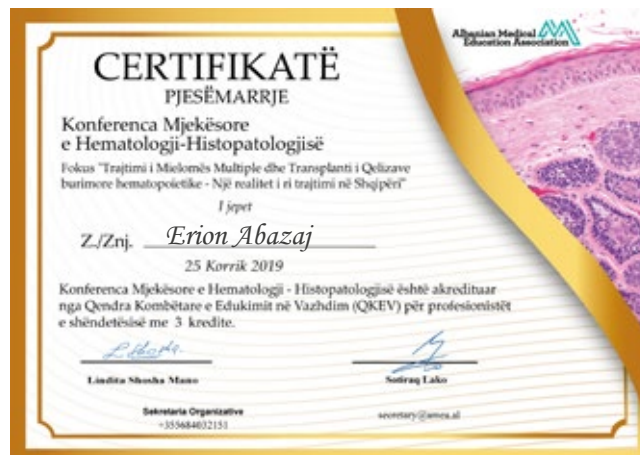 Albanian Medical
Education Association
CERTIFIKATË
PJESËMARRJE
Konferenca Mjekësore
e Hematologji-Histopatologjisë
Fokus "Trajtimi i Mielomës Multiple dhe Transplanti i Qelizave
burimore hematopoietike - Një realitet i ri trajtimi në Shqipëri"
I jepet
Z./Znj. Erion Abazaj
25 Korrik 2019
Konferenca Mjekësore e Hematologji - Histopatologjisë është akredituar
nga Qendra Kombëtare e Edukimit në Vazhdim (QKEV) për profesionistët
e shëndetësisë me 3 kredite.
Lindita Shosha Mano
Sotiraq Lako
Sekretaria Organizative
+355684032151
secretary@amea.al